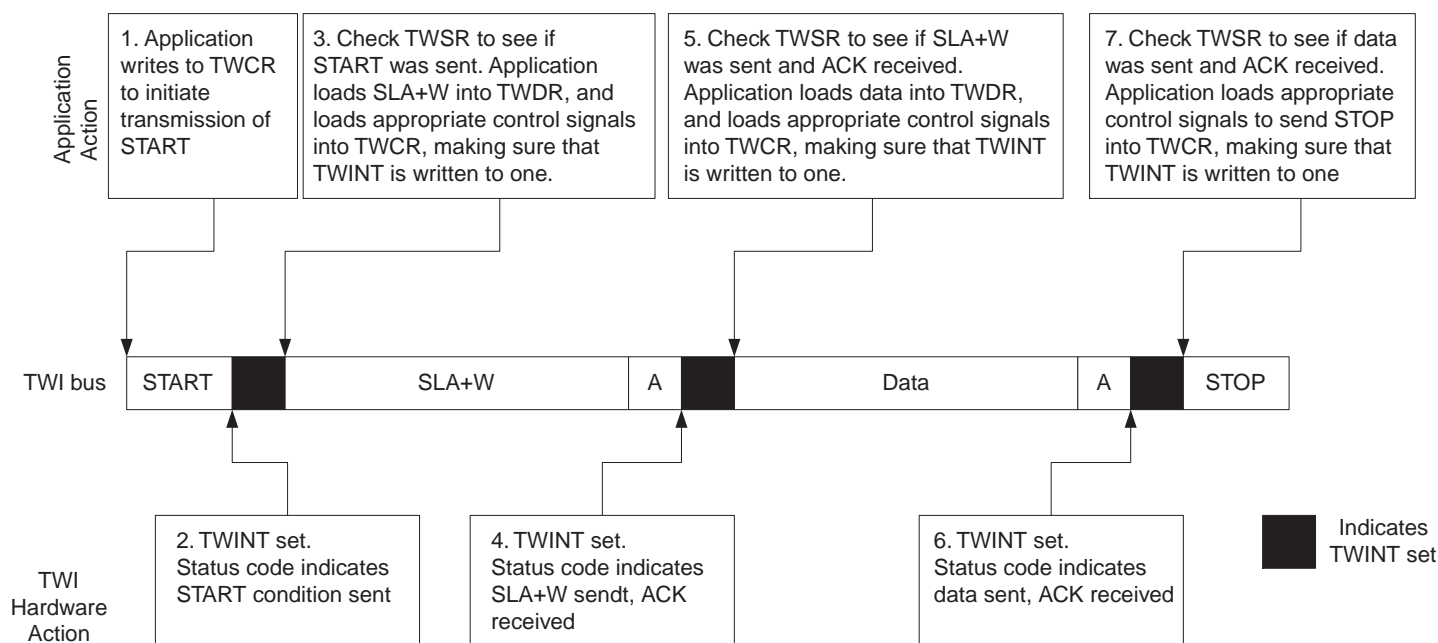 Application
Action
1. Application
writes to TWCR
to initiate
transmission of
START
3. Check TWSR to see if
START was sent. Application
loads SLA+W into TWDR, and
loads appropriate control signals
into TWCR, making sure that
TWINT is written to one.
5. Check TWSR to see if SLA+W
was sent and ACK received.
Application loads data into TWDR,
and loads appropriate control signals
into TWCR, making sure that TWINT
is written to one.
7. Check TWSR to see if data
was sent and ACK received.
Application loads appropriate
control signals to send STOP
into TWCR, making sure that
TWINT is written to one
TWI bus
START
SLA+W
A
Data
A
STOP
TWI
Hardware
Action
2. TWINT set.
Status code indicates
START condition sent
4. TWINT set.
Status code indicates
SLA+W sendt, ACK
received
6. TWINT set.
Status code indicates
data sent, ACK received
Indicates
TWINT set